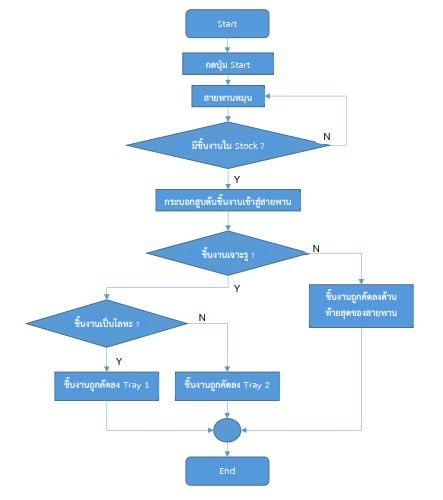 Start
กดปุ่ม Start
สายพานหมุน
มีชิ้นงานใน Stock ?
N
Y
กระบอกสูบดันชิ้นงานเข้าสู่สายพาน
ชิ้นงานเจาะรู ?
N
Y
ชิ้นงานถูกคัดลงด้าน
ท้ายสุดของสายพาน
ชิ้นงานเป็นโลหะ ?
N
Y
ชิ้นงานถูกคัดลง Tray 1
ชิ้นงานถูกคัดลง Tray 2
End